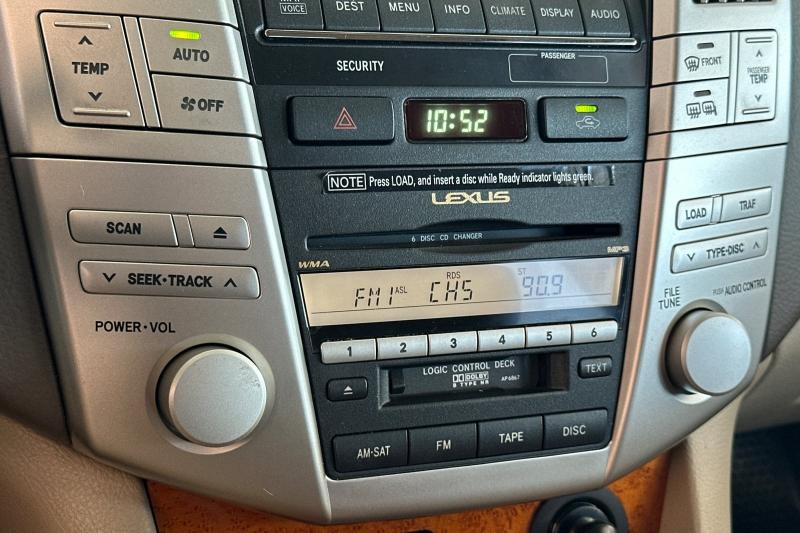 VOICE
DEST
MENU
INFO
CLIMATE
DISPLAY
AUDIO
TEMP
AUTO
OFF
SECURITY
PASSENGER
FRONT
PASSENGER TEMP
10:52
NOTE Press LOAD, and insert a disc while Ready indicator lights green.
LEXUS
SCAN
6 DISC CD CHANGER
LOAD
TRAF
SEEK•TRACK
WMA
MP3
TYPE•DISC
FM1 ASL RDS CHS ST 90.9
FILE
TUNE
PUSH AUDIO CONTROL
POWER•VOL
1 2 3 4 5 6
LOGIC CONTROL DECK
DOLBY
B TYPE NR
AP6867
TEXT
AM•SAT
FM
TAPE
DISC